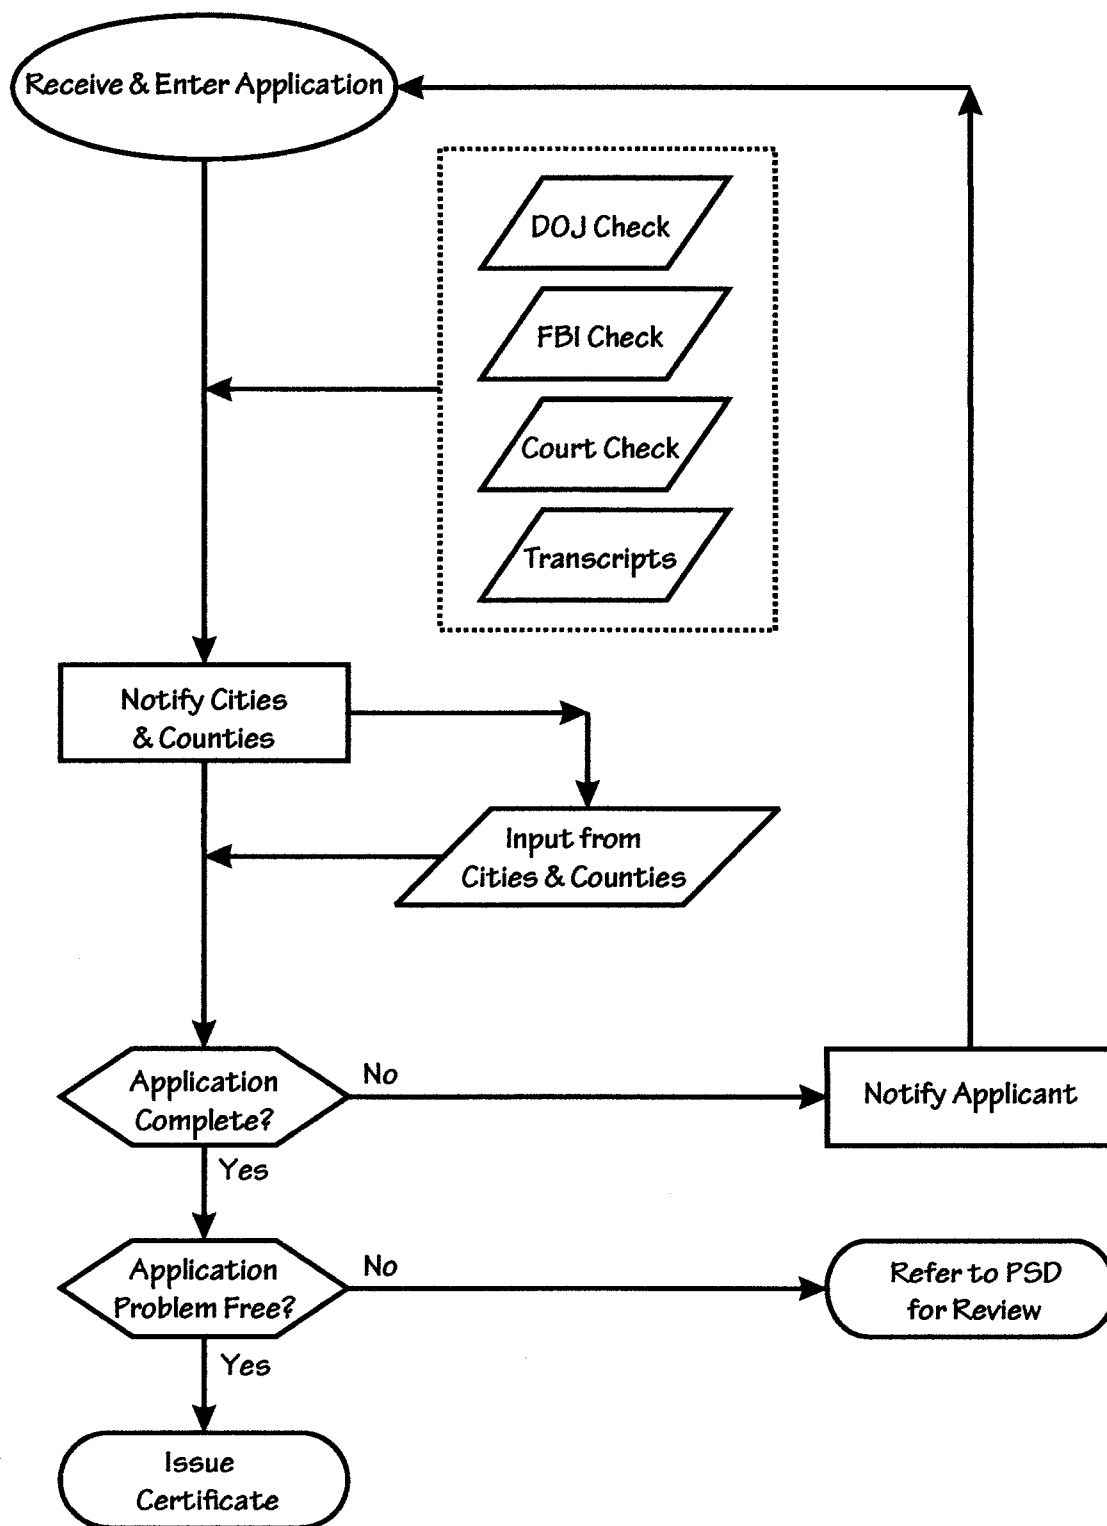 Receive & Enter Application
DOJ Check
FBI Check
Court Check
Transcripts
Notify Cities
& Counties
Input from
Cities & Counties
Application
Complete?
No
Notify Applicant
Yes
Application
Problem Free?
No
Refer to PSD
for Review
Yes
Issue
Certificate